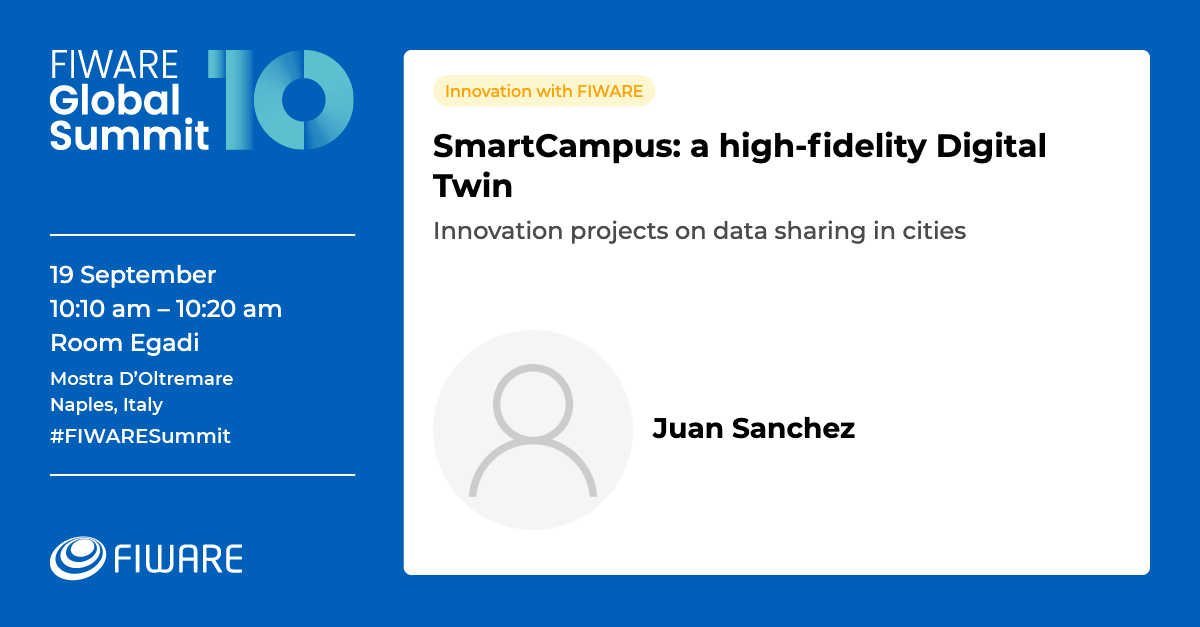 FIWARE
Global
Summit
10
19 September
10:10 am – 10:20 am
Room Egadi
Mostra D’Oltremare
Naples, Italy
#FIWARESummit
FIWARE
Innovation with FIWARE
SmartCampus: a high-fidelity Digital
Twin
Innovation projects on data sharing in cities
Juan Sanchez